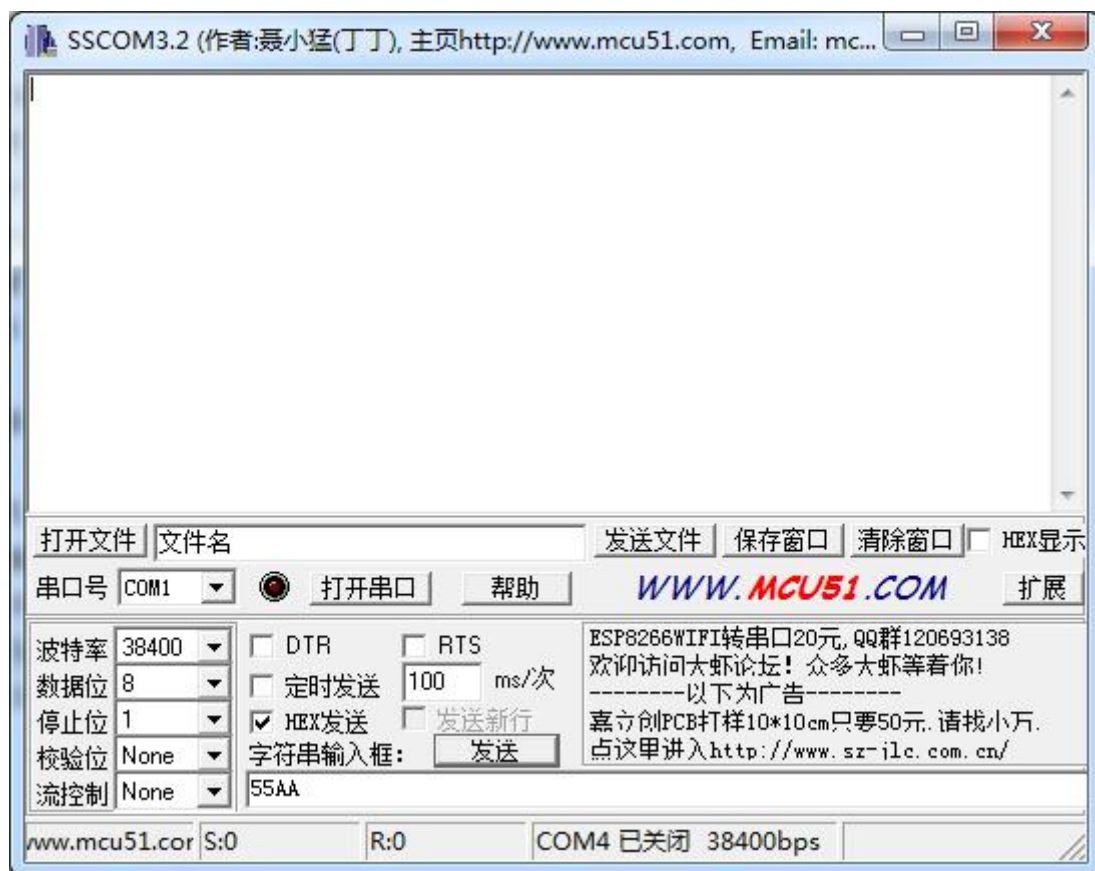 SSCOM3.2 (作者:聂小猛(丁丁), 主页http://www.mcu51.com, Email: mc...
打开文件 文件名 发送文件 保存窗口 清除窗口 HEX显示
串口号 COM1 打开串口 帮助 WWW.MCU51.COM 扩展
波特率 38400 DTR RTS
数据位 8 定时发送 100 ms/次
停止位 1 HEX发送 发送新行
校验位 None 字符串输入框: 发送
流控制 None 55AA
ESP8266WIFI转串口20元,QQ群120693138
欢迎访问大虾论坛! 众多大虾等着你!
--------以下为广告--------
嘉立创PCB打样10*10cm只要50元.请找小万.
点这里进入http://www.sz-jlc.com.cn/
www.mcu51.cor S:0 R:0 COM4 已关闭 38400bps